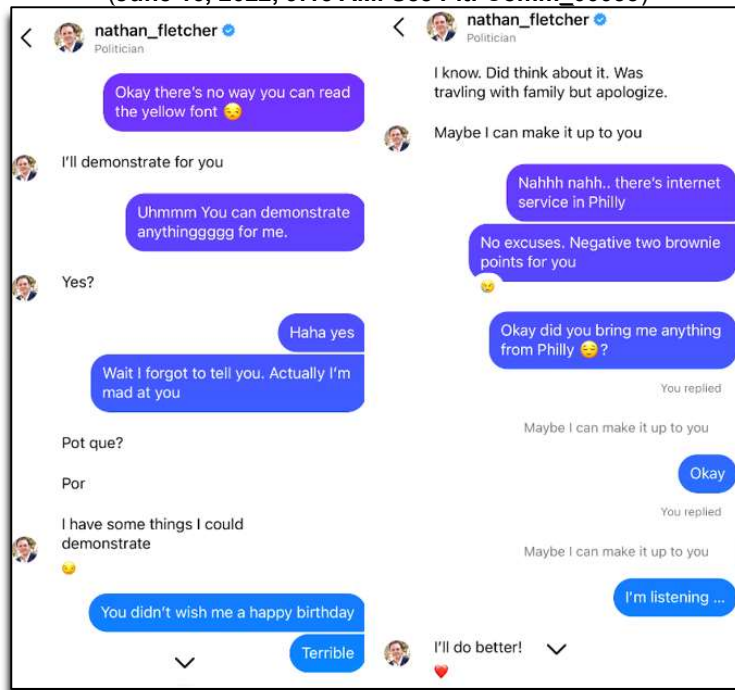 nathan_fletcher
Politician
Okay there's no way you can read
the yellow font 😔
I'll demonstrate for you
Uhmmm You can demonstrate
anythingggg for me.
Yes?
Haha yes
Wait I forgot to tell you. Actually I'm
mad at you
Pot que?
Por
I have some things I could
demonstrate
😏
You didn't wish me a happy birthday
Terrible
nathan_fletcher
Politician
I know. Did think about it. Was
travling with family but apologize.
Maybe I can make it up to you
Nahhh nahh.. there's internet
service in Philly
No excuses. Negative two brownie
points for you
😢
Okay did you bring me anything
from Philly 😌?
You replied
Maybe I can make it up to you
Okay
You replied
Maybe I can make it up to you
I'm listening ...
I'll do better!
❤️